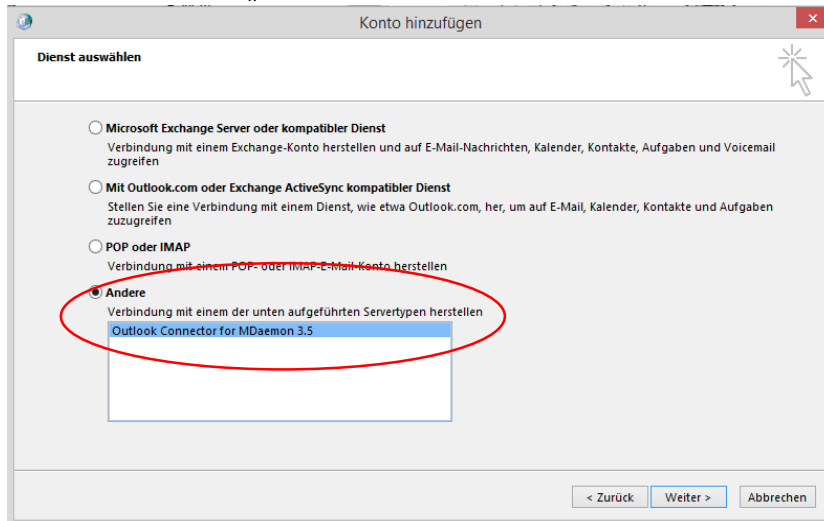 Konto hinzufügen
Dienst auswählen
Microsoft Exchange Server oder kompatibler Dienst
Verbindung mit einem Exchange-Konto herstellen und auf E-Mail-Nachrichten, Kalender, Kontakte, Aufgaben und Voicemail
zugreifen
Mit Outlook.com oder Exchange ActiveSync kompatibler Dienst
Stellen Sie eine Verbindung mit einem Dienst, wie etwa Outlook.com, her, um auf E-Mail, Kalender, Kontakte und Aufgaben
zuzugreifen
POP oder IMAP
Verbindung mit einem POP- oder IMAP-E-Mail-Konto herstellen
Andere
Verbindung mit einem der unten aufgeführten Servertypen herstellen
Outlook Connector for MDaemon 3.5
< Zurück Weiter > Abbrechen